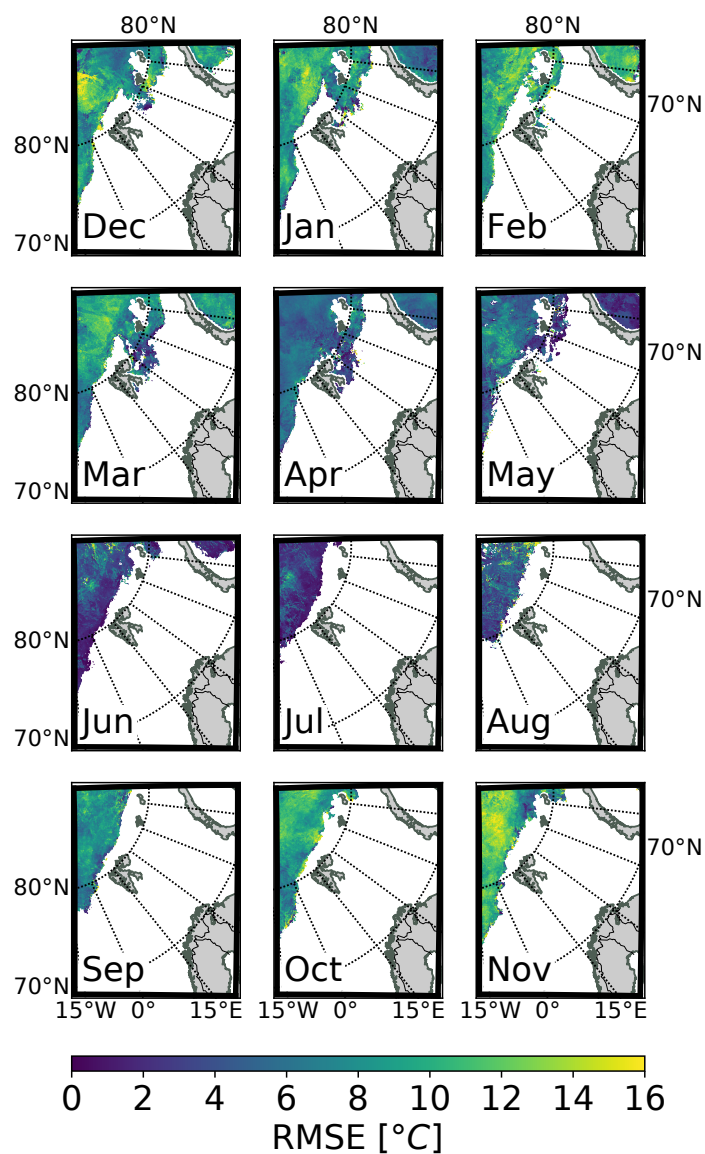 80°N 80°N 80°N
Dec Jan Feb
80°N 70°N
70°N
Mar Apr May
80°N 70°N
70°N
Jun Jul Aug
80°N 70°N
70°N
Sep Oct Nov
80°N 70°N
70°N
15°W 0° 15°E 15°W 0° 15°E 15°W 0° 15°E
0 2 4 6 8 10 12 14 16
RMSE [°C]